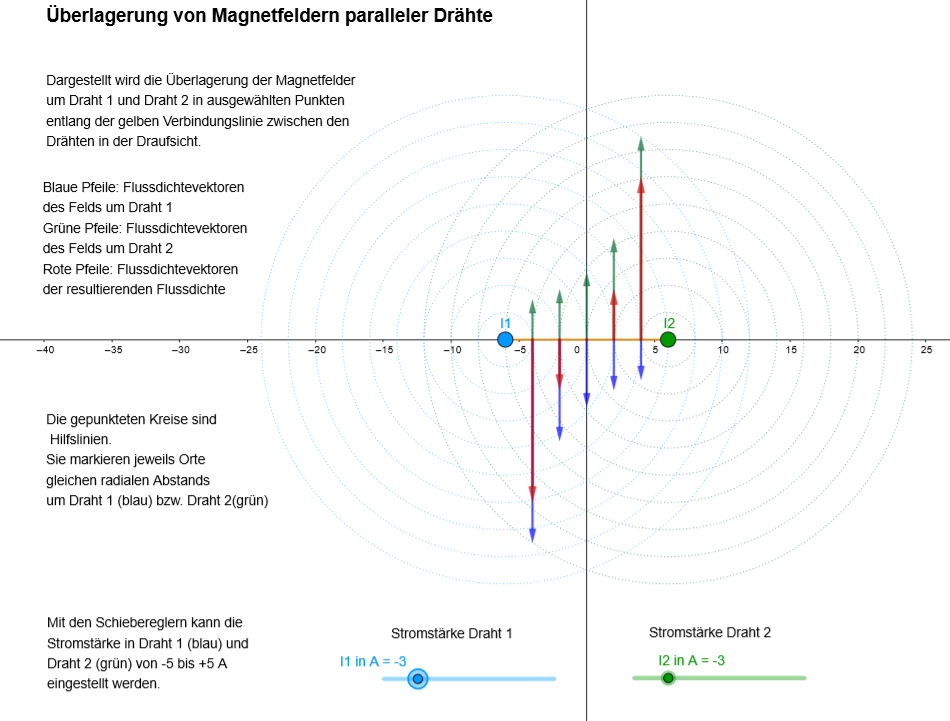 Überlagerung von Magnetfeldern paralleler Drähte
Dargestellt wird die Überlagerung der Magnetfelder
um Draht 1 und Draht 2 in ausgewählten Punkten
entlang der gelben Verbindungslinie zwischen den
Drähten in der Draufsicht.
Blaue Pfeile: Flussdichtevektoren
des Felds um Draht 1
Grüne Pfeile: Flussdichtevektoren
des Felds um Draht 2
Rote Pfeile: Flussdichtevektoren
der resultierenden Flussdichte
I1 I2
−40 −35 −30 −25 −20 −15 −10 −5 0 5 10 15 20 25
Die gepunkteten Kreise sind
Hilfslinien.
Sie markieren jeweils Orte
gleichen radialen Abstands
um Draht 1 (blau) bzw. Draht 2(grün)
Mit den Schiebereglern kann die
Stromstärke in Draht 1 (blau) und
Draht 2 (grün) von -5 bis +5 A
eingestellt werden.
Stromstärke Draht 1
I1 in A = -3
Stromstärke Draht 2
I2 in A = -3